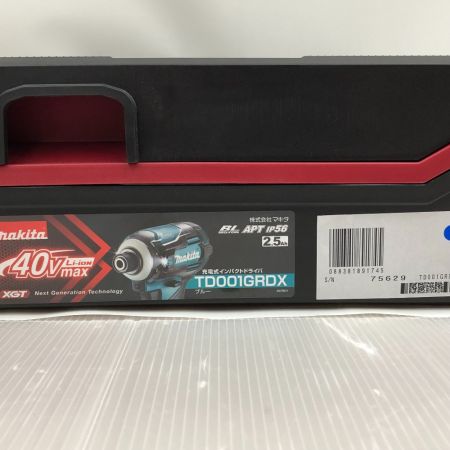 makita
40Vmax
Li-ion
XGT Next Generation Technology
株式会社マキタ
BL APT IP56
2.5Ah
makita
充電式インパクトドライバ
TD001GRDX
ブルー
088381891745
S/N 75629 TD001GR